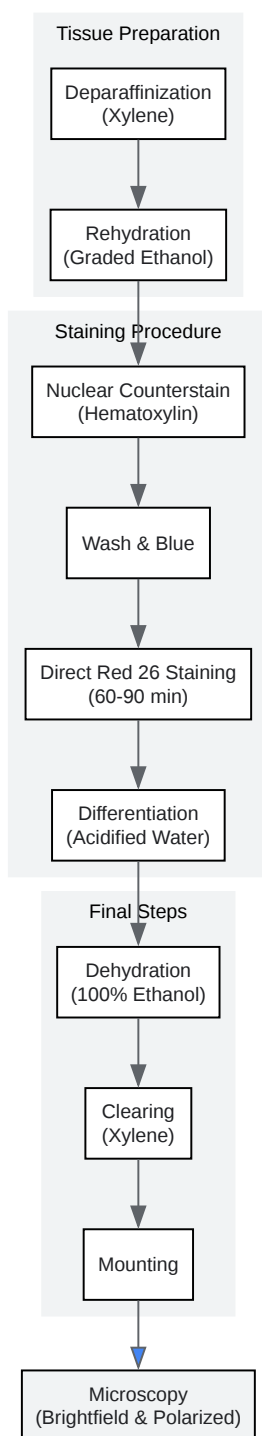 Tissue Preparation
Deparaffinization
(Xylene)
Rehydration
(Graded Ethanol)
Staining Procedure
Nuclear Counterstain
(Hematoxylin)
Wash & Blue
Direct Red 26 Staining
(60-90 min)
Differentiation
(Acidified Water)
Final Steps
Dehydration
(100% Ethanol)
Clearing
(Xylene)
Mounting
Microscopy
(Brightfield & Polarized)